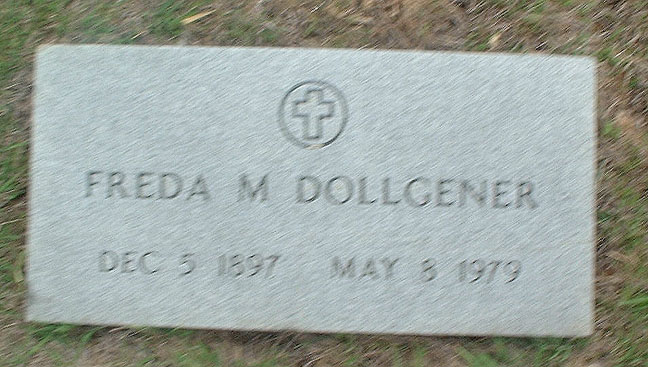 FREDA M DOLLGENER
DEC 5 1897 MAY 8 1979